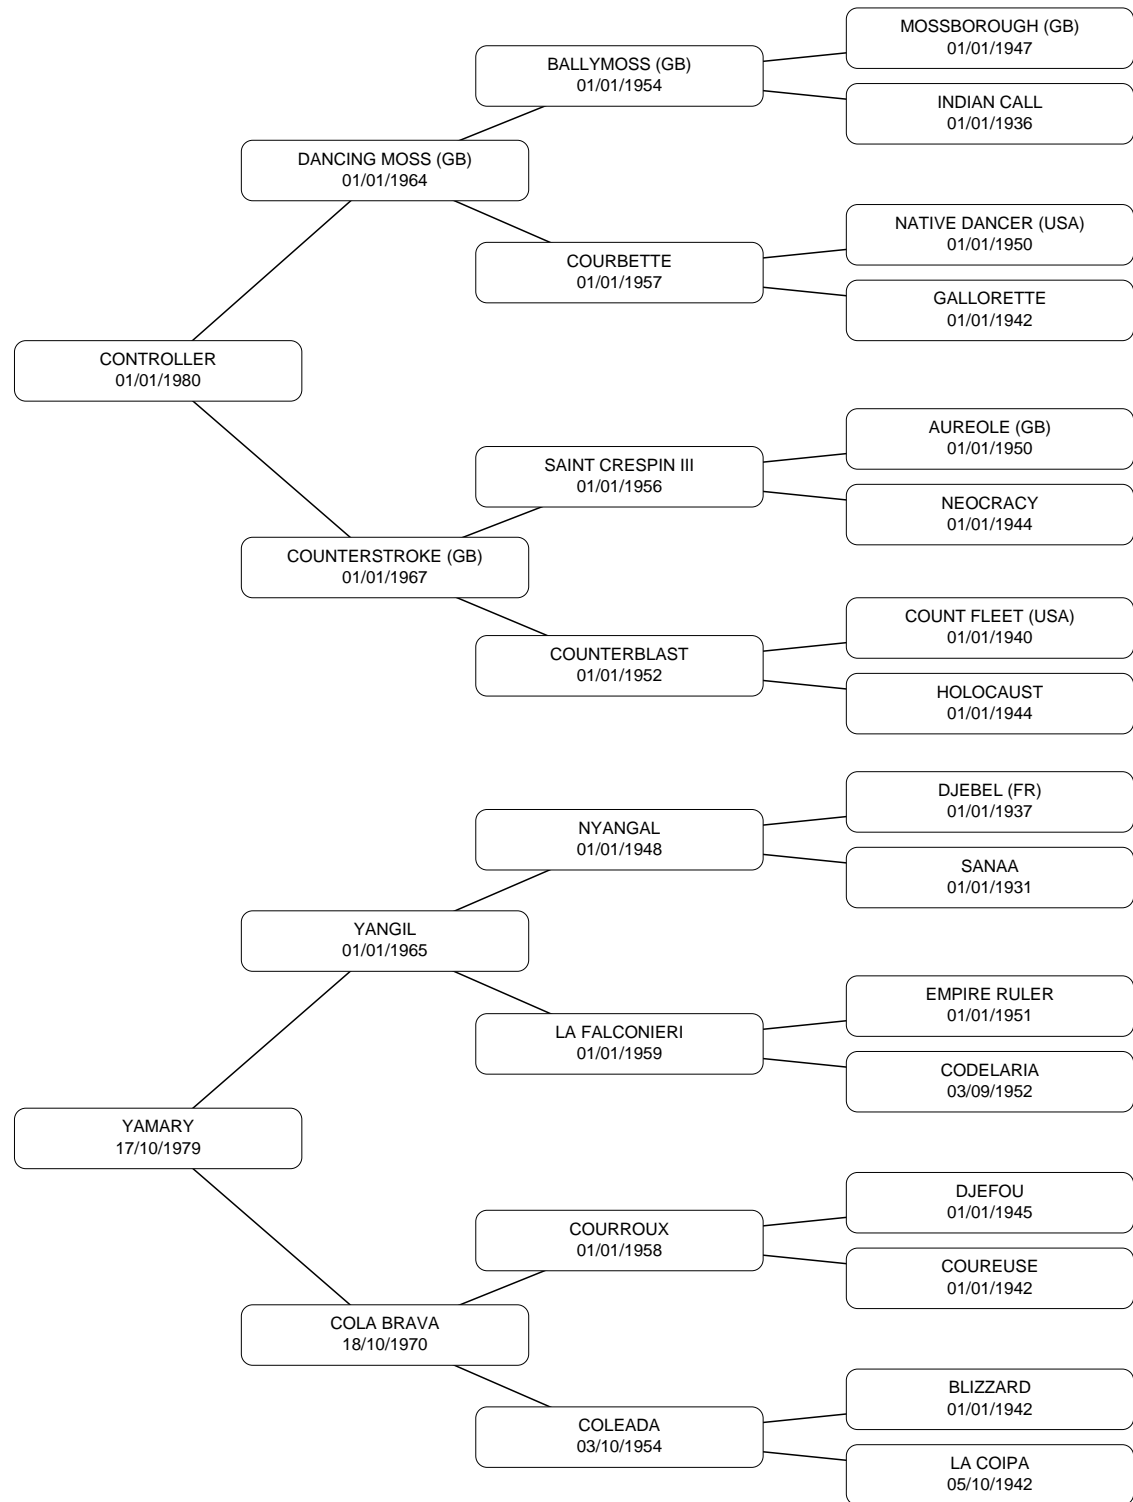 MOSSBOROUGH (GB)
01/01/1947
BALLYMOSS (GB)
01/01/1954
INDIAN CALL
01/01/1936
DANCING MOSS (GB)
01/01/1964
NATIVE DANCER (USA)
01/01/1950
COURBETTE
01/01/1957
GALLORETTE
01/01/1942
CONTROLLER
01/01/1980
AUREOLE (GB)
01/01/1950
SAINT CRESPIN III
01/01/1956
NEOCRACY
01/01/1944
COUNTERSTROKE (GB)
01/01/1967
COUNT FLEET (USA)
01/01/1940
COUNTERBLAST
01/01/1952
HOLOCAUST
01/01/1944
DJEBEL (FR)
01/01/1937
NYANGAL
01/01/1948
SANAA
01/01/1931
YANGIL
01/01/1965
EMPIRE RULER
01/01/1951
LA FALCONIERI
01/01/1959
CODELARIA
03/09/1952
YAMARY
17/10/1979
DJEFOU
01/01/1945
COURROUX
01/01/1958
COUREUSE
01/01/1942
COLA BRAVA
18/10/1970
BLIZZARD
01/01/1942
COLEADA
03/10/1954
LA COIPA
05/10/1942